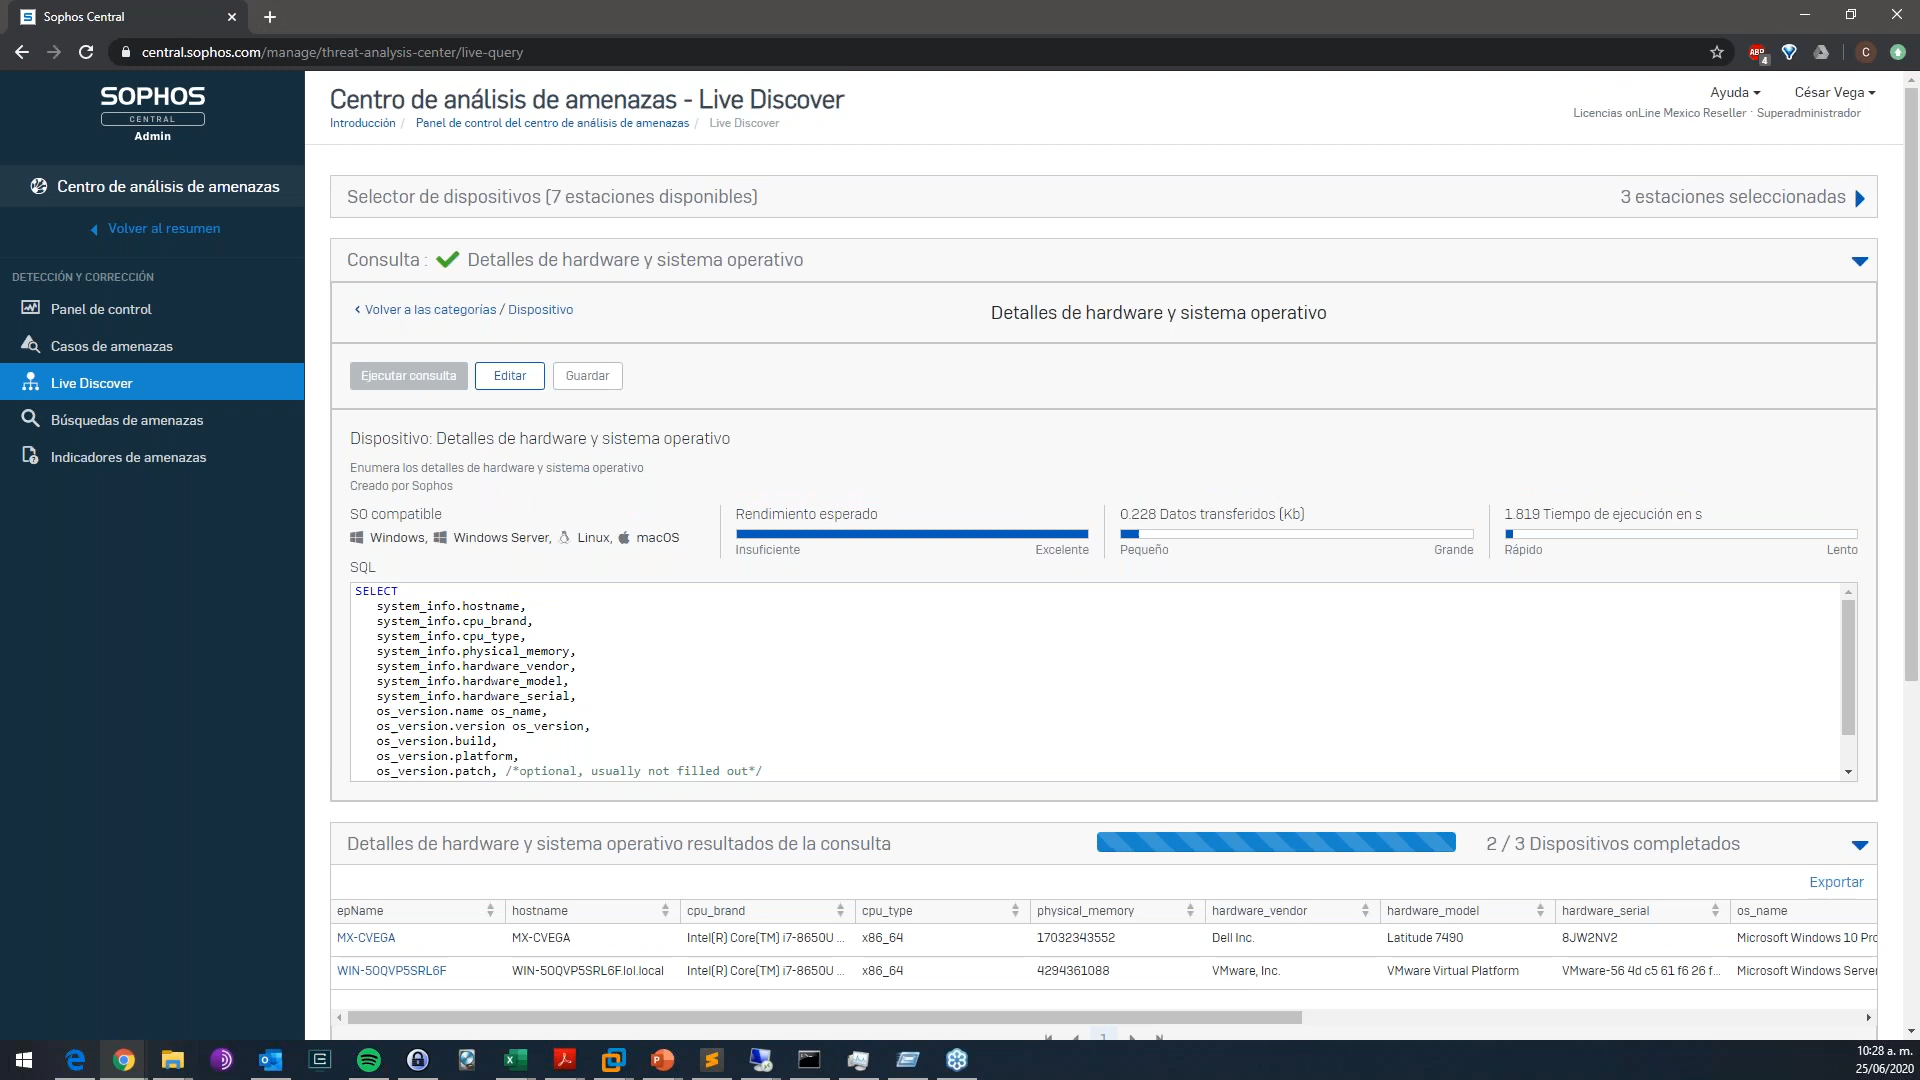 Sophos Central
central.sophos.com/manage/threat-analysis-center/live-query
ABP
4
C
SOPHOS
CENTRAL
Admin
Centro de análisis de amenazas
Volver al resumen
DETECCIÓN Y CORRECCIÓN
Panel de control
Casos de amenazas
Live Discover
Búsquedas de amenazas
Indicadores de amenazas
Centro de análisis de amenazas - Live Discover
Introducción / Panel de control del centro de análisis de amenazas / Live Discover
Ayuda
César Vega
Licencias onLine Mexico Reseller · Superadministrador
Selector de dispositivos (7 estaciones disponibles)
3 estaciones seleccionadas
Consulta : Detalles de hardware y sistema operativo
Volver a las categorías / Dispositivo
Detalles de hardware y sistema operativo
Ejecutar consulta
Editar
Guardar
Dispositivo: Detalles de hardware y sistema operativo
Enumera los detalles de hardware y sistema operativo
Creado por Sophos
SO compatible
Windows, Windows Server, Linux, macOS
Rendimiento esperado
Insuficiente Excelente
0.228 Datos transferidos (Kb)
Pequeño Grande
1.819 Tiempo de ejecución en s
Rápido Lento
SQL
SELECT
system_info.hostname,
system_info.cpu_brand,
system_info.cpu_type,
system_info.physical_memory,
system_info.hardware_vendor,
system_info.hardware_model,
system_info.hardware_serial,
os_version.name os_name,
os_version.version os_version,
os_version.build,
os_version.platform,
os_version.patch, /*optional, usually not filled out*/
Detalles de hardware y sistema operativo resultados de la consulta
2 / 3 Dispositivos completados
Exportar
epName hostname cpu_brand cpu_type physical_memory hardware_vendor hardware_model hardware_serial os_name
MX-CVEGA MX-CVEGA Intel(R) Core(TM) i7-8650U ... x86_64 17032343552 Dell Inc. Latitude 7490 8JW2NV2 Microsoft Windows 10 Pro
WIN-50QVP5SRL6F WIN-50QVP5SRL6F.lol.local Intel(R) Core(TM) i7-8650U ... x86_64 4294361088 VMware, Inc. VMware Virtual Platform VMware-56 4d c5 61 f6 26 f... Microsoft Windows Server
1
10:28 a. m.
25/06/2020